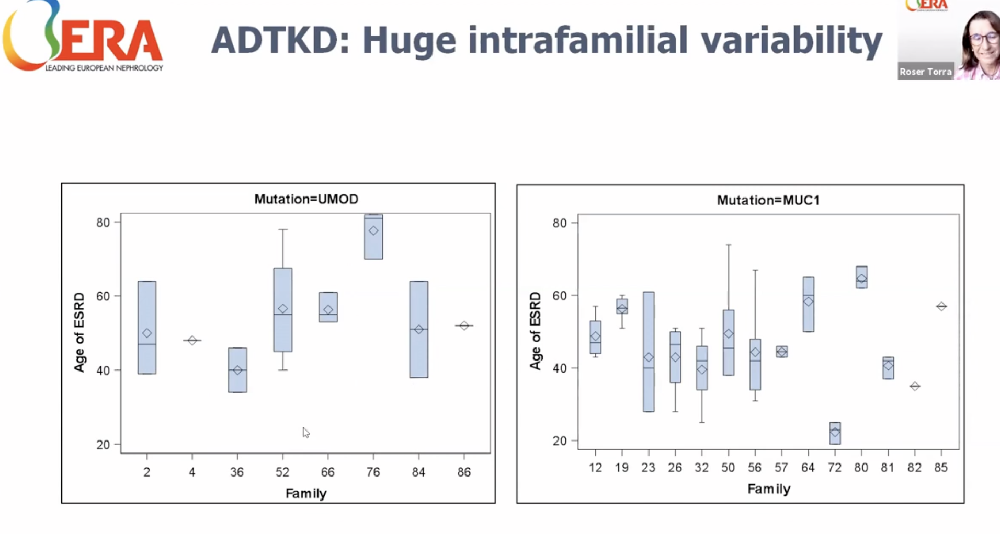 ERA
LEADING EUROPEAN NEPHROLOGY
ADTKD: Huge intrafamilial variability
ERA
Roser Torra
Mutation=UMOD
80
60
40
20
Age of ESRD
2 4 36 52 66 76 84 86
Family
Mutation=MUC1
80
60
40
20
Age of ESRD
12 19 23 26 32 50 56 57 64 72 80 81 82 85
Family